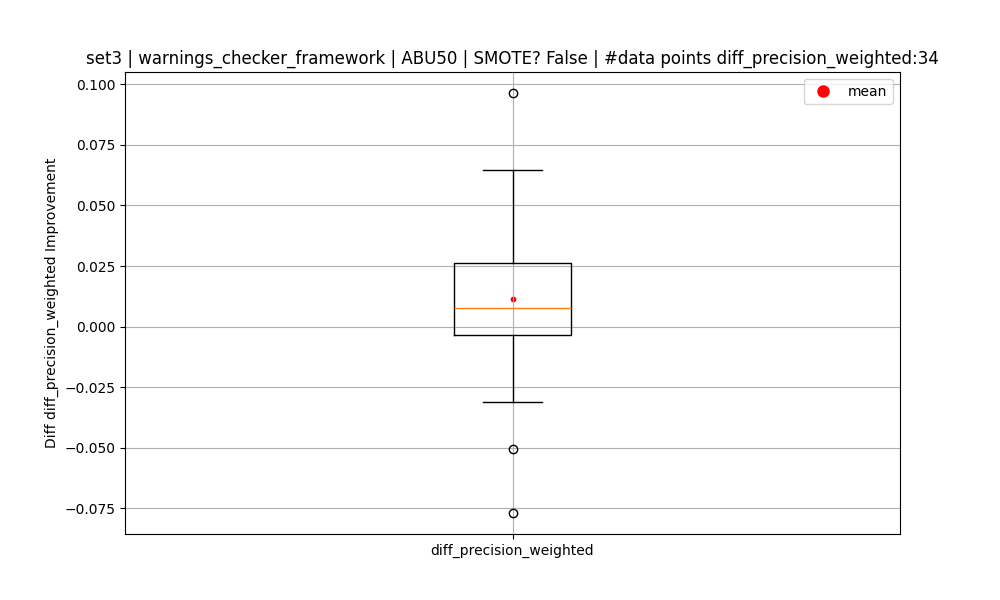 set3 | warnings_checker_framework | ABU50 | SMOTE? False | #data points diff_precision_weighted:34
mean
0.100
0.075
0.050
0.025
0.000
−0.025
−0.050
−0.075
Diff diff_precision_weighted Improvement
diff_precision_weighted